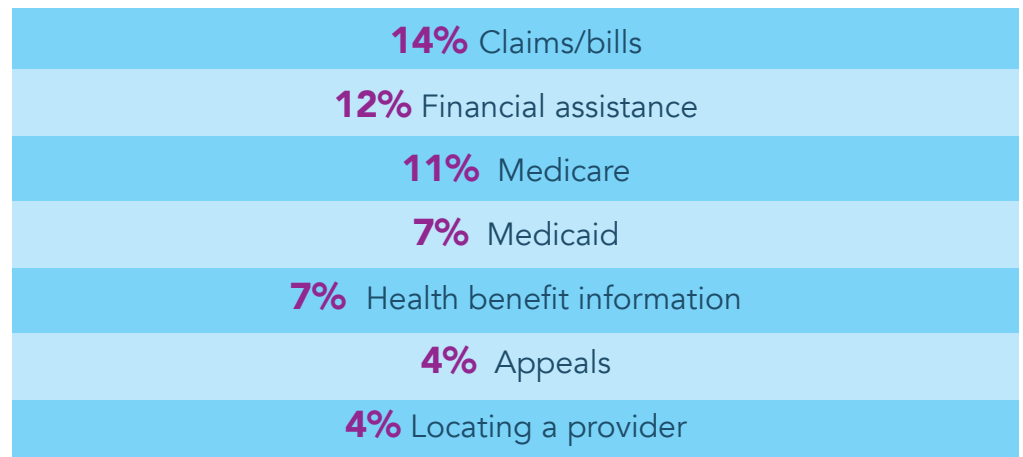 14% Claims/bills
12% Financial assistance
11% Medicare
7% Medicaid
7% Health benefit information
4% Appeals
4% Locating a provider